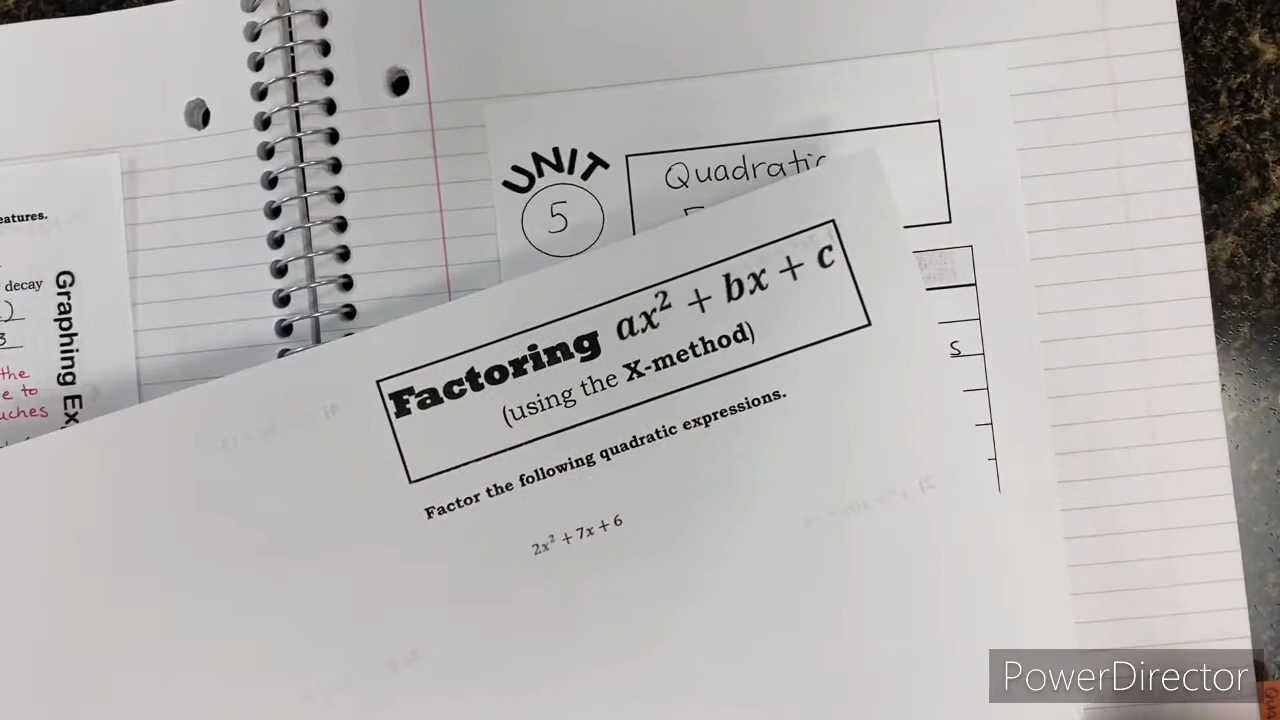 eatures.
decay
3
the
e to
uches
Graphing Ex
UNIT
5
Quadratic
Factoring ax² + bx + c
(using the X-method)
Factor the following quadratic expressions.
2x² + 7x + 6
s
PowerDirector